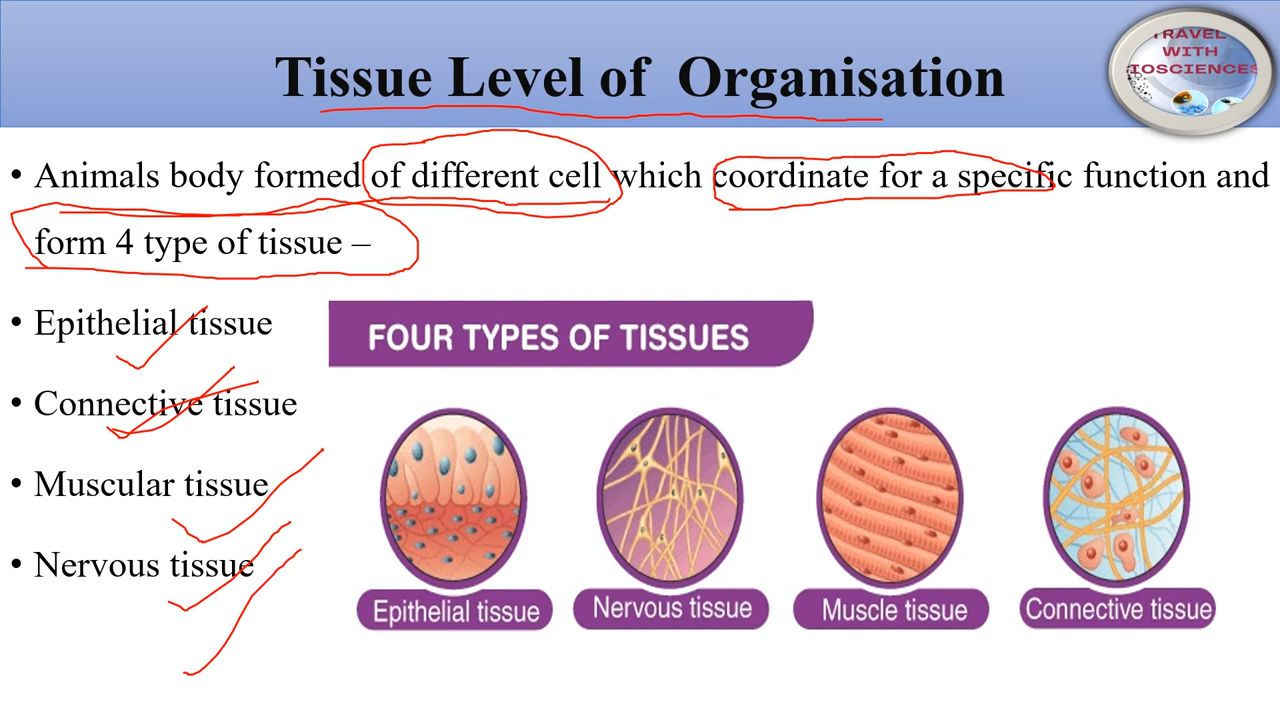 Tissue Level of Organisation
TRAVEL
WITH
IOSCIENCES
• Animals body formed of different cell which coordinate for a specific function and
form 4 type of tissue –
• Epithelial tissue
• Connective tissue
• Muscular tissue
• Nervous tissue
FOUR TYPES OF TISSUES
Epithelial tissue
Nervous tissue
Muscle tissue
Connective tissue